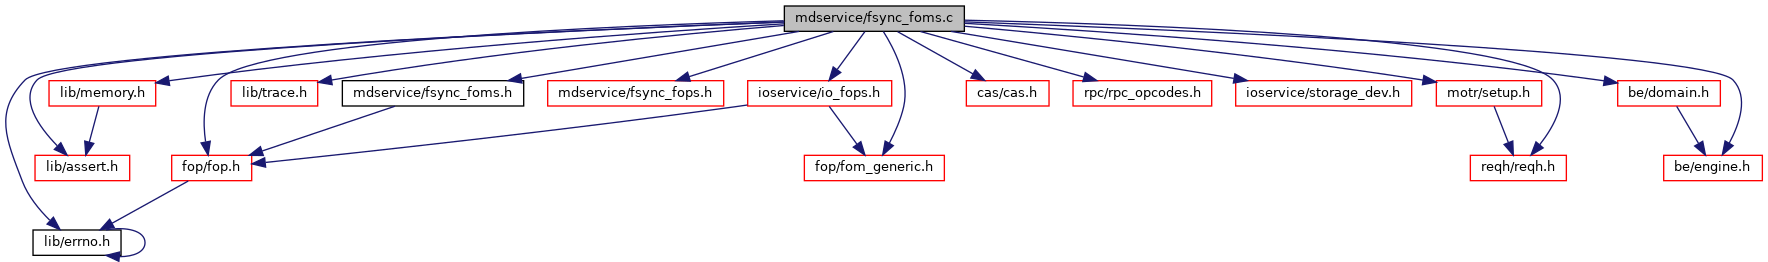 mdservice/fsync_foms.c
lib/memory.h
lib/trace.h
mdservice/fsync_foms.h
mdservice/fsync_fops.h
ioservice/io_fops.h
cas/cas.h
rpc/rpc_opcodes.h
ioservice/storage_dev.h
motr/setup.h
be/domain.h
lib/assert.h
fop/fop.h
fop/fom_generic.h
reqh/reqh.h
be/engine.h
lib/errno.h